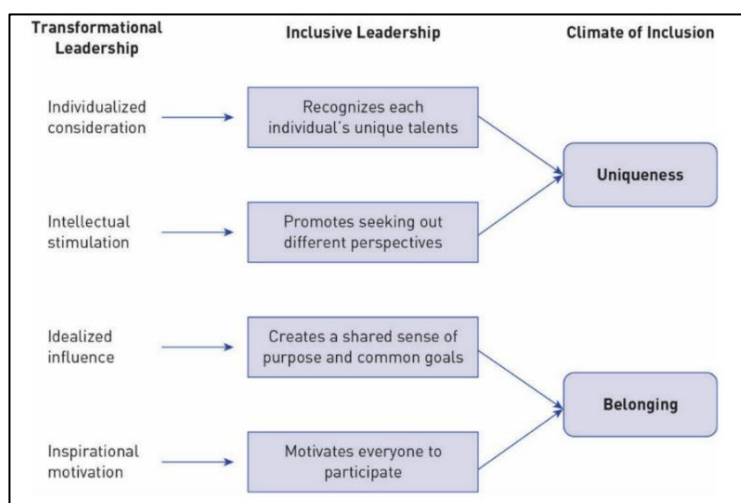 Transformational
Leadership
Inclusive Leadership
Climate of Inclusion
Individualized
consideration
Recognizes each
individual's unique talents
Uniqueness
Intellectual
stimulation
Promotes seeking out
different perspectives
Idealized
influence
Creates a shared sense of
purpose and common goals
Belonging
Inspirational
motivation
Motivates everyone to
participate